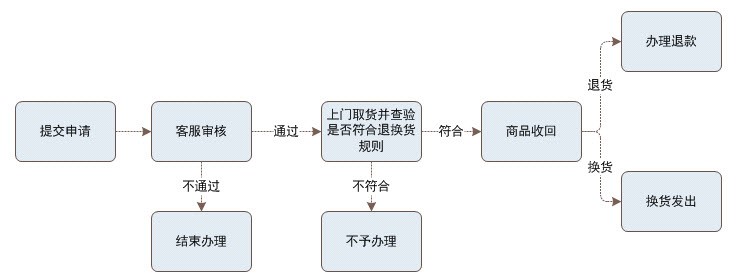 提交申请
客服审核
通过
上门取货并查验
是否符合退换货
规则
符合
商品收回
退货
办理退款
换货
换货发出
不通过
结束办理
不符合
不予办理